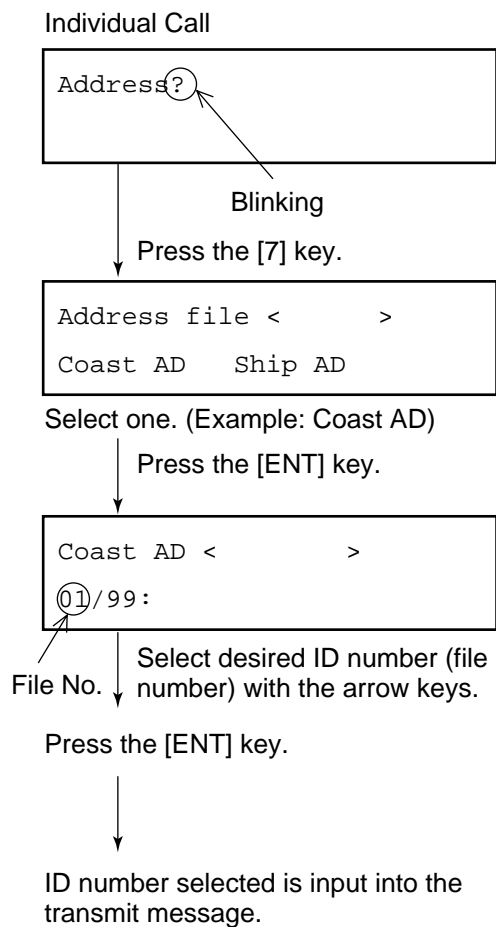 Individual Call
Address?
Blinking
Press the [7] key.
Address file < >
Coast AD Ship AD
Select one. (Example: Coast AD)
Press the [ENT] key.
Coast AD < >
01/99:
File No.
Select desired ID number (file
number) with the arrow keys.
Press the [ENT] key.
ID number selected is input into the
transmit message.